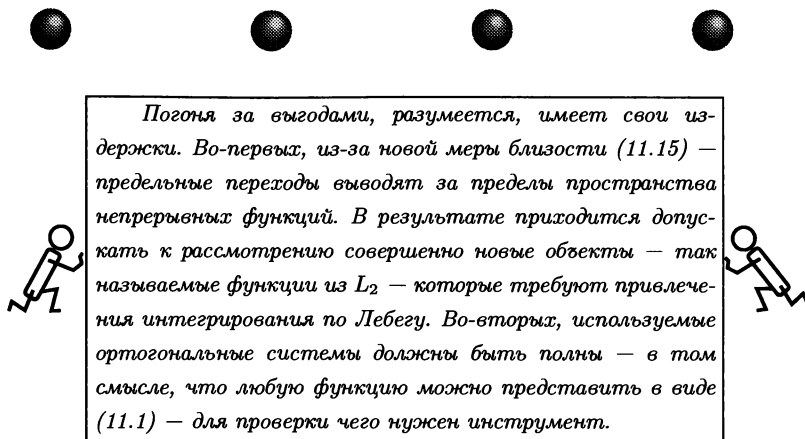 Погоня за выгодами, разумеется, имеет свои из-
держки. Во-первых, из-за новой меры близости (11.15) —
предельные переходы выводят за пределы пространства
непрерывных функций. В результате приходится допус-
кать к рассмотрению совершенно новые объекты — так
называемые функции из L₂ — которые требуют привлече-
ния интегрирования по Лебегу. Во-вторых, используемые
ортогональные системы должны быть полны — в том
смысле, что любую функцию можно представить в виде
(11.1) — для проверки чего нужен инструмент.